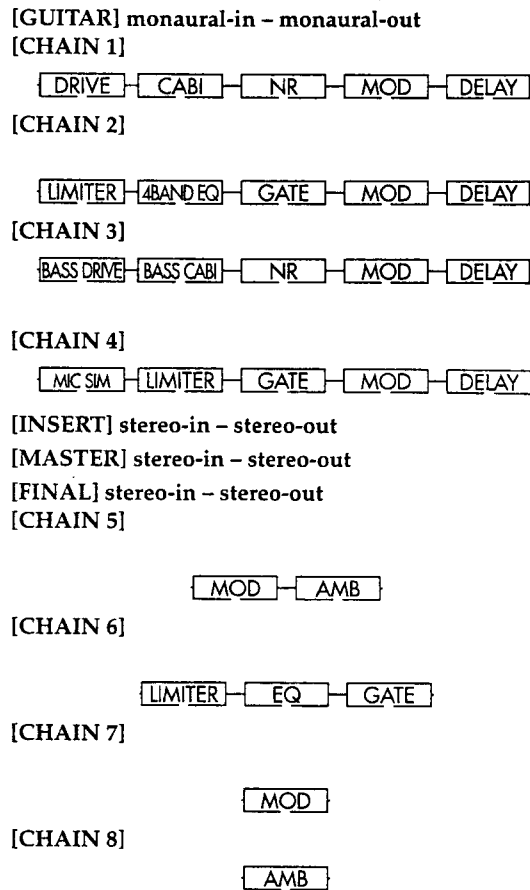 [GUITAR] monaural-in – monaural-out
[CHAIN 1]
DRIVE CABI NR MOD DELAY
[CHAIN 2]
LIMITER 4BAND EQ GATE MOD DELAY
[CHAIN 3]
BASS DRIVE BASS CABI NR MOD DELAY
[CHAIN 4]
MIC SIM LIMITER GATE MOD DELAY
[INSERT] stereo-in – stereo-out
[MASTER] stereo-in – stereo-out
[FINAL] stereo-in – stereo-out
[CHAIN 5]
MOD AMB
[CHAIN 6]
LIMITER EQ GATE
[CHAIN 7]
MOD
[CHAIN 8]
AMB